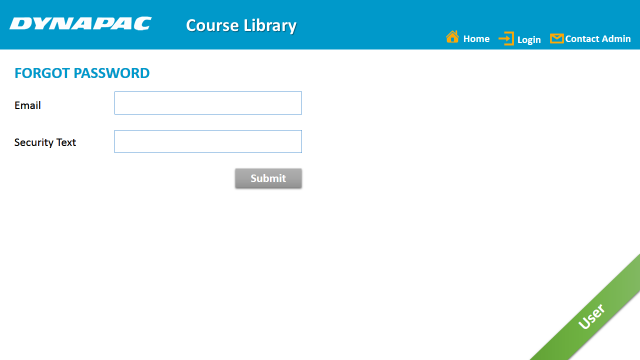 DYNAPAC
Course Library
Home Login Contact Admin
FORGOT PASSWORD
Email
Security Text
Submit
User